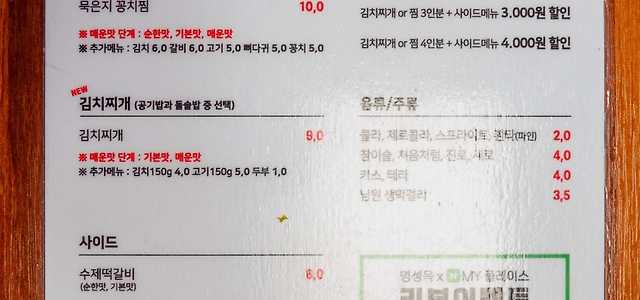 묵은지 꽁치찜 10,0
※ 매운맛 단계 : 순한맛, 기본맛, 매운맛
※ 추가메뉴 : 김치 6,0 갈비 6,0 고기 5,0 뼈다귀 5,0 꽁치 5,0
NEW
김치찌개 (공기밥과 돌솥밥 중 선택)
김치찌개 9,0
※ 매운맛 단계 : 기본맛, 매운맛
※ 추가메뉴 : 김치150g 4,0 고기150g 5,0 두부 1,0
사이드
수제떡갈비 6,0
(순한맛, 기본맛)
김치찌개 or 찜 3인분 + 사이드메뉴 3.000원 할인
김치찌개 or 찜 4인분 + 사이드메뉴 4.000원 할인
음류/주류
콜라, 제로콜라, 스프라이트, 환타(파인) 2,0
참이슬, 처음처럼, 진로, 새로 4,0
카스, 테라 4,0
남원 생막걸리 3,5
명성옥 x N MY 플레이스